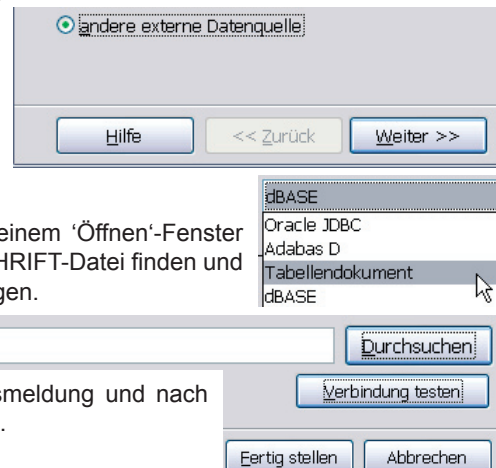 andere externe Datenquelle
Hilfe
<< Zurück
Weiter >>
dBASE
Oracle JDBC
Adabas D
Tabellendokument
dBASE
einem ‘Öffnen‘-Fenster
HRIFT-Datei finden und
gen.
Durchsuchen
Verbindung testen
smeldung und nach
.
Fertig stellen
Abbrechen